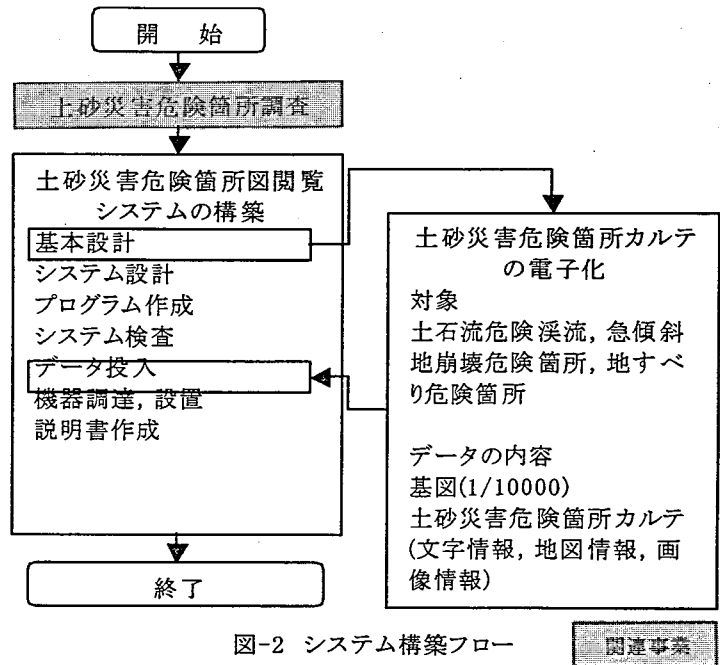 開　始
土砂災害危険箇所調査
土砂災害危険箇所図閲覧
システムの構築
基本設計
システム設計
プログラム作成
システム検査
データ投入
機器調達, 設置
説明書作成
終了
土砂災害危険箇所カルテ
の電子化
対象
土石流危険渓流, 急傾斜
地崩壊危険箇所, 地すべ
り危険箇所
データの内容
基図(1/10000)
土砂災害危険箇所カルテ
(文字情報, 地図情報, 画
像情報)
図-2 システム構築フロー
関連事業